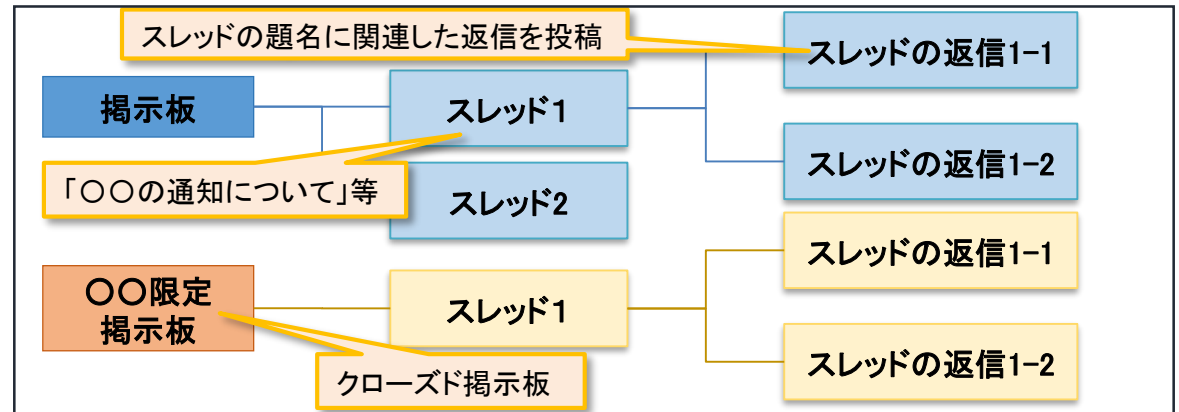 スレッドの題名に関連した返信を投稿
スレッドの返信1-1
掲示板
スレッド1
スレッドの返信1-2
「〇〇の通知について」等
スレッド2
スレッドの返信1-1
〇〇限定
掲示板
スレッド1
スレッドの返信1-2
クローズド掲示板